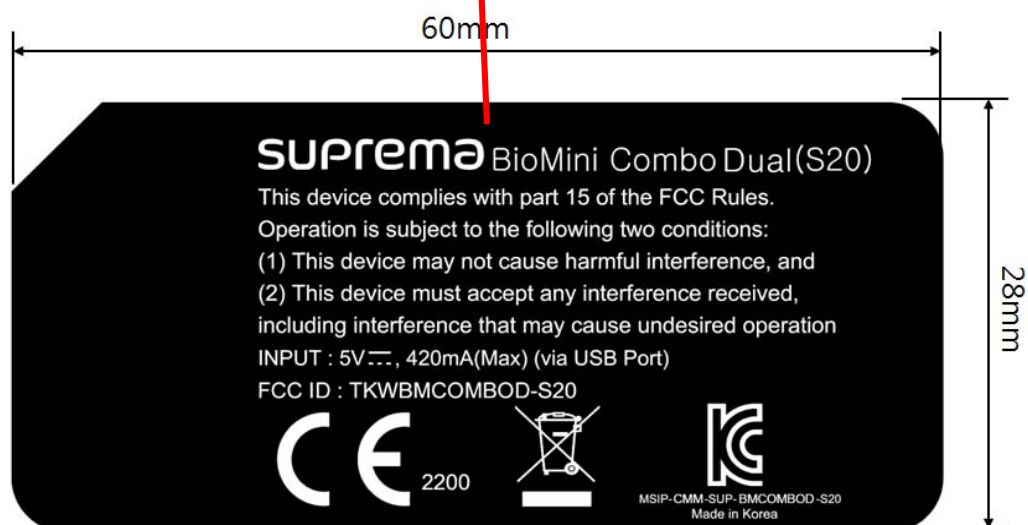 60mm
suprema BioMini Combo Dual(S20)
This device complies with part 15 of the FCC Rules.
Operation is subject to the following two conditions:
(1) This device may not cause harmful interference, and
(2) This device must accept any interference received,
including interference that may cause undesired operation
INPUT : 5V⎓, 420mA(Max) (via USB Port)
FCC ID : TKWBMCOMBOD-S20
CE 2200
KC
MSIP-CMM-SUP-BMCOMBOD-S20
Made in Korea
28mm